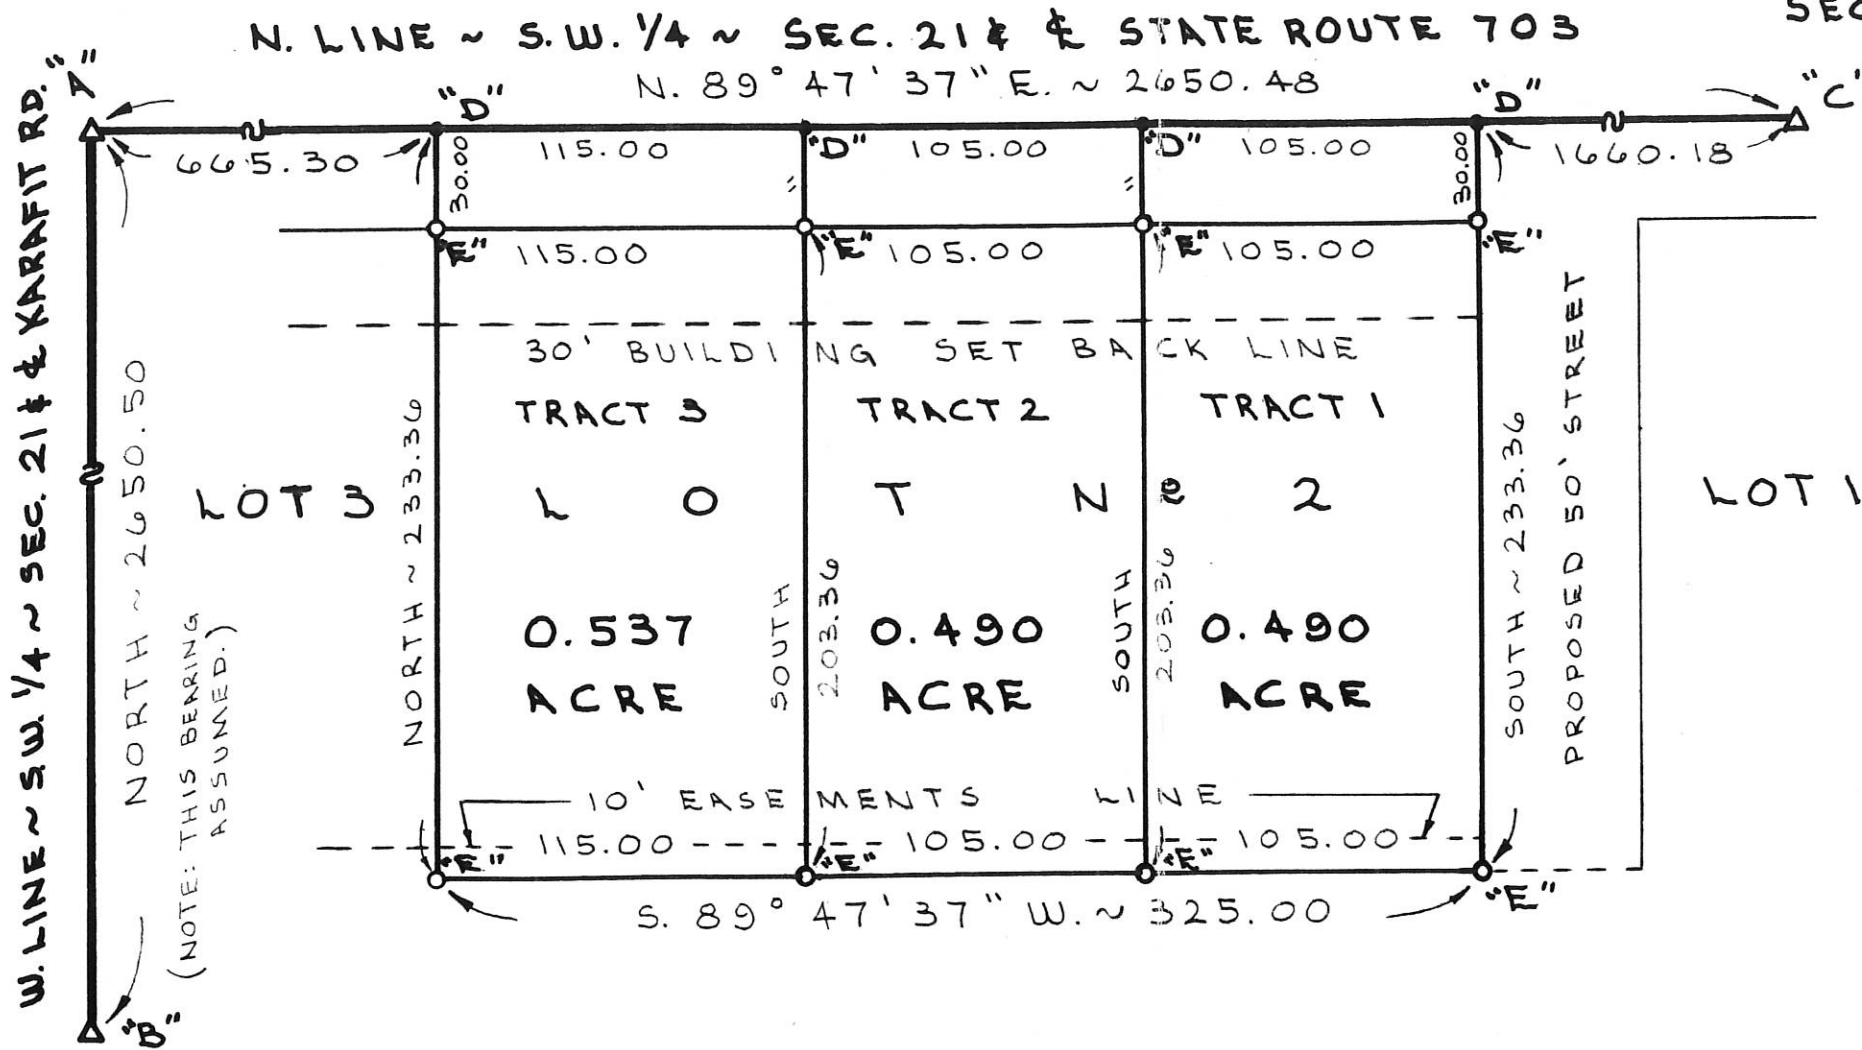 SEC
N. LINE ~ S.W. 1/4 ~ SEC. 21 & ℄ STATE ROUTE 703
N. 89° 47' 37" E. ~ 2650.48
"A"
"D"
"D"
"C"
665.30
30.00
115.00
"D"
105.00
"D"
105.00
30.00
1660.18
"
"
"E"
115.00
"E"
105.00
"E"
105.00
"E"
30' BUILDING SET BACK LINE
TRACT 3
TRACT 2
TRACT 1
LOT 3
LOT No 2
LOT 1
0.537
ACRE
0.490
ACRE
0.490
ACRE
W. LINE ~ S.W. 1/4 ~ SEC. 21 & ℄ KARAFIT RD.
NORTH ~ 2650.50
(NOTE: THIS BEARING
ASSUMED.)
NORTH ~ 233.36
SOUTH
203.36
SOUTH
203.36
SOUTH ~ 233.36
PROPOSED 50' STREET
10' EASEMENTS LINE
115.00
105.00
105.00
"E"
"E"
"E"
"E"
S. 89° 47' 37" W. ~ 325.00
"B"